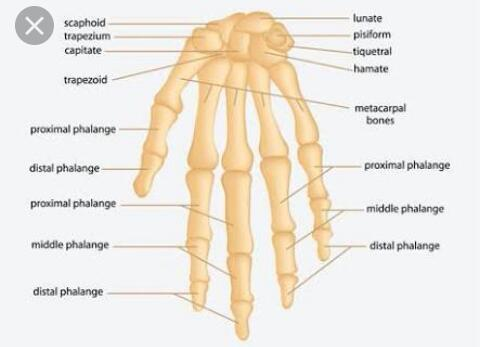 scaphoid
trapezium
capitate
trapezoid
proximal phalange
distal phalange
proximal phalange
middle phalange
distal phalange
lunate
pisiform
tiquetral
hamate
metacarpal
bones
proximal phalange
middle phalange
distal phalange